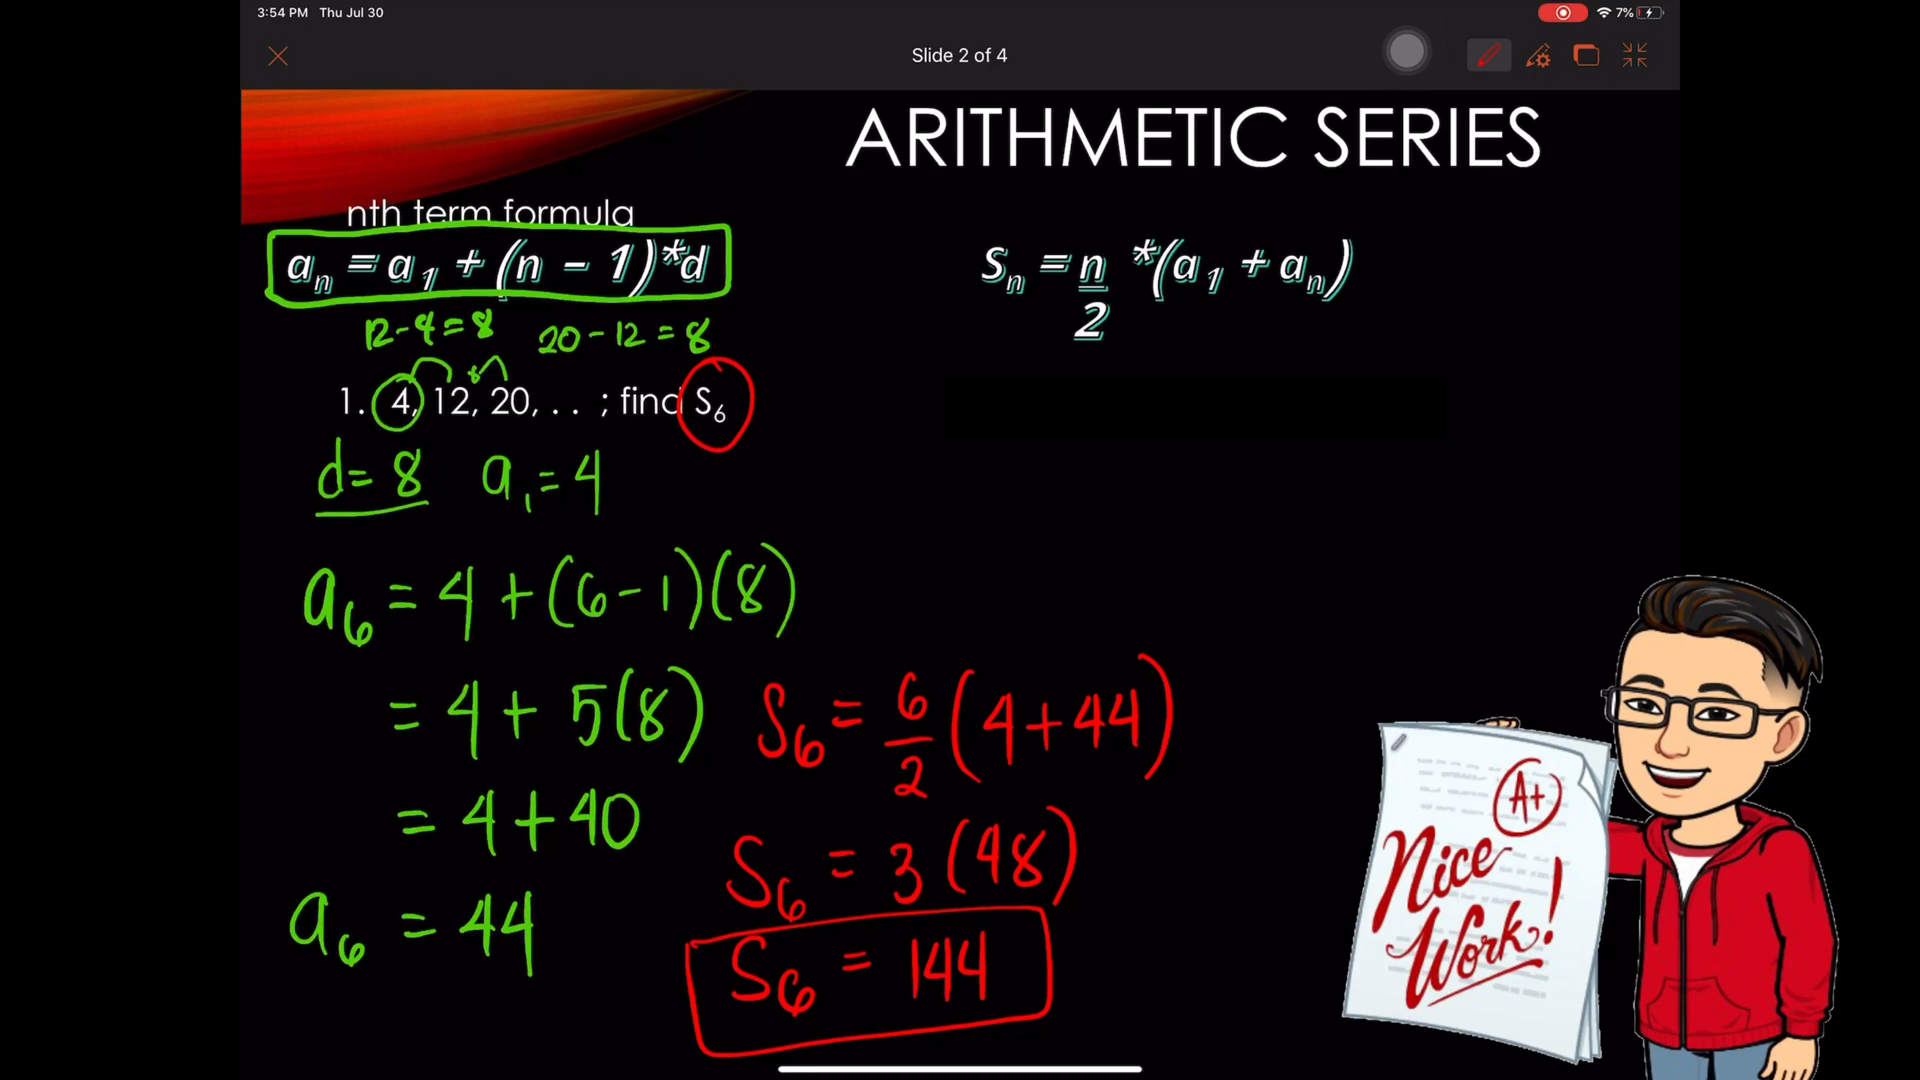 3:54 PM Thu Jul 30
7%
Slide 2 of 4
ARITHMETIC SERIES
nth term formula
aₙ = a₁ + (n – 1)*d
Sₙ = n/2 *(a₁ + aₙ)
12-4=8 20-12=8
8
1. 4, 12, 20, . . ; find S₆
d=8 a₁=4
a₆ = 4+(6-1)(8)
= 4+ 5(8)
= 4+40
a₆ = 44
S₆ = 6/2 (4+44)
S₆ = 3(48)
S₆ = 144
A+
Nice
Work!